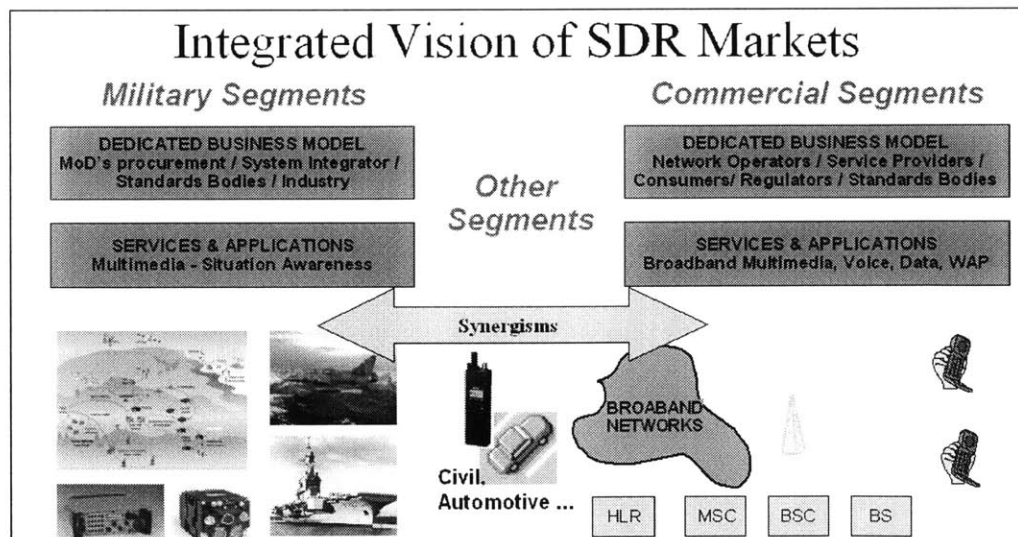 Integrated Vision of SDR Markets
Military Segments
Commercial Segments
DEDICATED BUSINESS MODEL
MoD's procurement / System Integrator /
Standards Bodies / Industry
DEDICATED BUSINESS MODEL
Network Operators / Service Providers /
Consumers/ Regulators / Standards Bodies
Other
Segments
SERVICES & APPLICATIONS
Multimedia - Situation Awareness
SERVICES & APPLICATIONS
Broadband Multimedia, Voice, Data, WAP
Synergisms
BROABAND
NETWORKS
Civil,
Automotive ...
HLR
MSC
BSC
BS